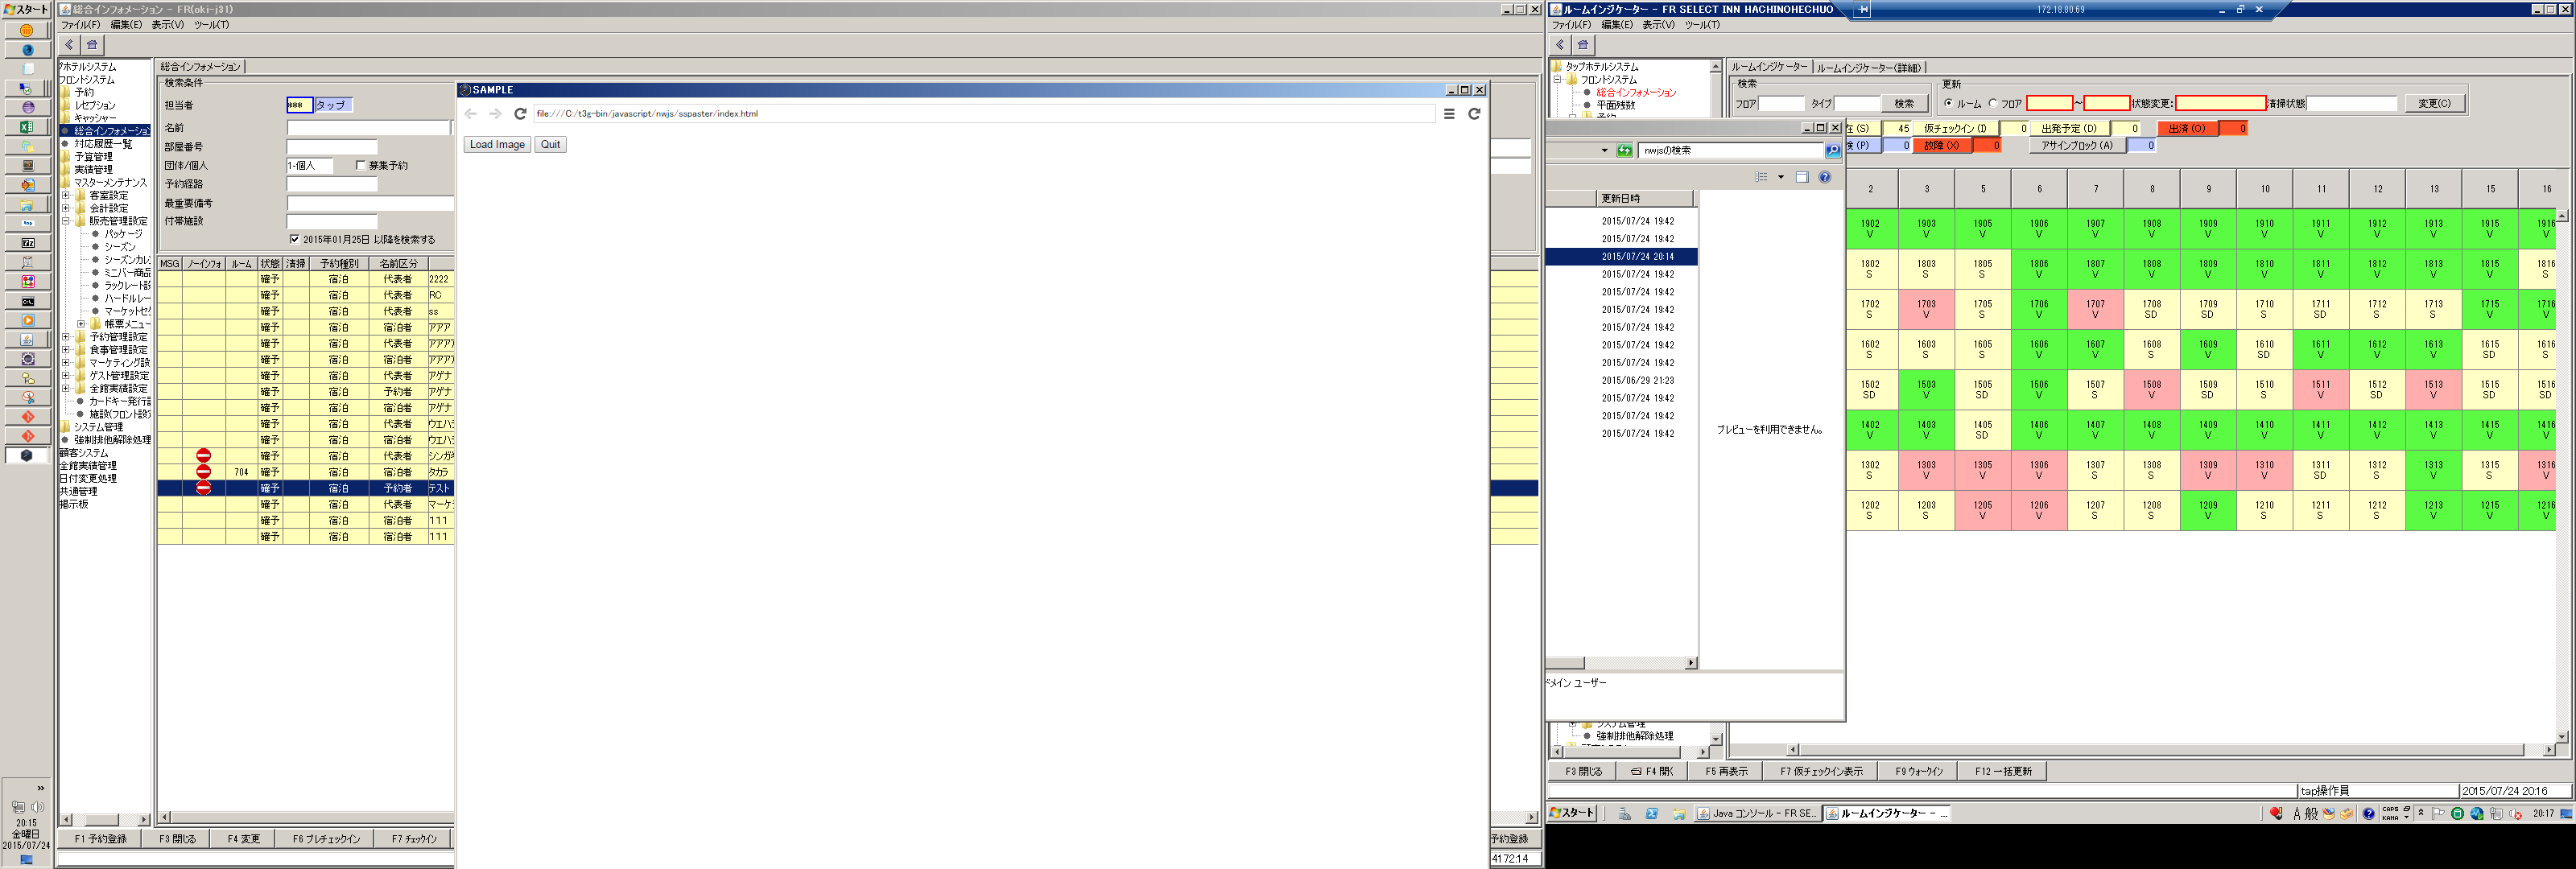 スタート
総合インフォメーション - FR(oki-j31)
ファイル(F) 編集(E) 表示(V) ツール(T)
総合インフォメーション
検索条件
担当者 *** タップ
名前
部屋番号
団体/個人 1-個人 募集予約
予約経路
最重要備考
付帯施設
2015年01月25日 以降を検索する
フロントシステム
予約
レセプション
キャッシャー
総合インフォメーション
対応履歴一覧
予算管理
実績管理
マスターメンテナンス
客室設定
会計設定
販売管理設定
パッケージ
シーズン
シーズンカレ
ミニバー商品
ラックレート設
ハードルレー
マーケットセグ
帳票メニュー
予約管理設定
食事管理設定
マーケティング設
ゲスト管理設定
全館実績設定
カードキー発行
施設(フロント設定
システム管理
強制排他解除処理
顧客システム
全館実績管理
日付変更処理
共通管理
掲示板
MSG ノーインフォ ルーム 状態 清掃 予約種別 名前区分
確予 宿泊 代表者 2222
確予 宿泊 代表者 RC
確予 宿泊 代表者 ss
確予 宿泊 宿泊者 アアア
確予 宿泊 代表者 アアア
確予 宿泊 宿泊者 アアア
確予 宿泊 代表者 アゲナ
確予 宿泊 予約者 アゲナ
確予 宿泊 宿泊者 アゲナ
確予 宿泊 代表者 ウエハ
確予 宿泊 宿泊者 ウエハ
確予 宿泊 代表者 シンガ
704 確予 宿泊 宿泊者 タカラ
確予 宿泊 予約者 テスト
確予 宿泊 代表者 マーケ
確予 宿泊 宿泊者 111
確予 宿泊 宿泊者 111
F1 予約登録 F3 閉じる F4 変更 F6 プレチェックイン F7 チェックイン
予約登録
4172:14
20:15
金曜日
2015/07/24
SAMPLE
file:///C:/t3g-bin/javascript/nwjs/sspaster/index.html
Load Image Quit
nwjsの検索
更新日時
2015/07/24 19:42
2015/07/24 19:42
2015/07/24 20:14
2015/07/24 19:42
2015/07/24 19:42
2015/07/24 19:42
2015/07/24 19:42
2015/07/24 19:42
2015/07/24 19:42
2015/06/29 21:23
2015/07/24 19:42
2015/07/24 19:42
2015/07/24 19:42
プレビューを利用できません。
ドメイン ユーザー
ルームインジケーター - FR SELECT INN HACHINOHECHUO
172.18.80.69
ファイル(F) 編集(E) 表示(V) ツール(T)
タップホテルシステム
フロントシステム
総合インフォメーション
平面残数
予約
ルームインジケーター ルームインジケーター(詳細)
検索
フロア タイプ 検索
更新
ルーム フロア ～ 状態変更: 清掃状態 変更(C)
在(S) 45 仮チェックイン(I) 0 出発予定(D) 0 出済(O) 0
検(P) 0 故障(X) 0 アサインブロック(A) 0
2 3 5 6 7 8 9 10 11 12 13 15 16
1902 1903 1905 1906 1907 1908 1909 1910 1911 1912 1913 1915 1916
V V V V V V V V V V V V V
1802 1803 1805 1806 1807 1808 1809 1810 1811 1812 1813 1815 1816
S S S V V V V V V V V V S
1702 1703 1705 1706 1707 1708 1709 1710 1711 1712 1713 1715 1716
S V S V V SD SD S SD S S V V
1602 1603 1605 1606 1607 1608 1609 1610 1611 1612 1613 1615 1616
S S S V V S V SD V V V SD S
1502 1503 1505 1506 1507 1508 1509 1510 1511 1512 1513 1515 1516
SD V SD V S V SD S V SD V SD SD
1402 1403 1405 1406 1407 1408 1409 1410 1411 1412 1413 1415 1416
V V SD V V V V V V V V V V
1302 1303 1305 1306 1307 1308 1309 1310 1311 1312 1313 1315 1316
S V V V S S V V SD S V S V
1202 1203 1205 1206 1207 1208 1209 1210 1211 1212 1213 1215 1216
S S V V S S V S S S V V V
システム管理
強制排他解除処理
F3 閉じる F4 開く F5 再表示 F7 仮チェックイン表示 F9 ウォークイン F12 一括更新
tap操作員 2015/07/24 20:16
スタート Java コンソール - FR SE... ルームインジケーター - ...
A 般 CAPS KANA 20:17